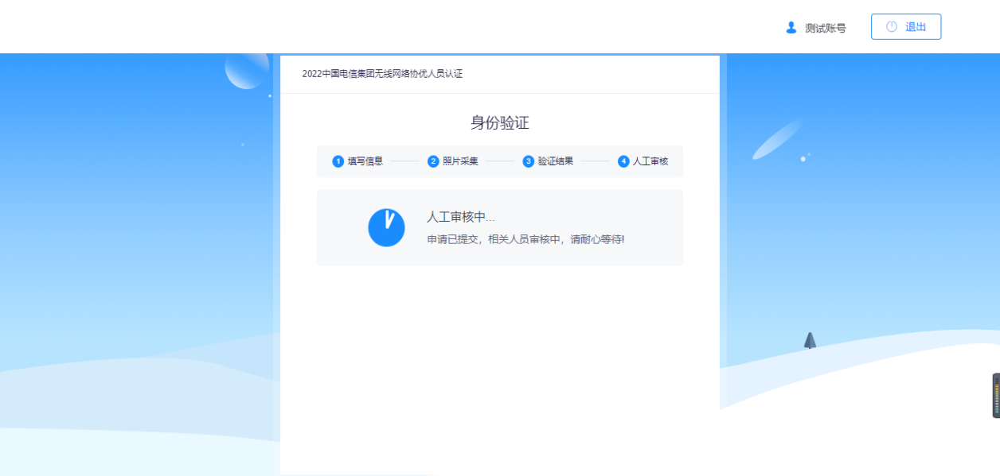 测试账号
退出
2022中国电信集团无线网络协优人员认证
身份验证
1 填写信息 2 照片采集 3 验证结果 4 人工审核
人工审核中...
申请已提交，相关人员审核中，请耐心等待!